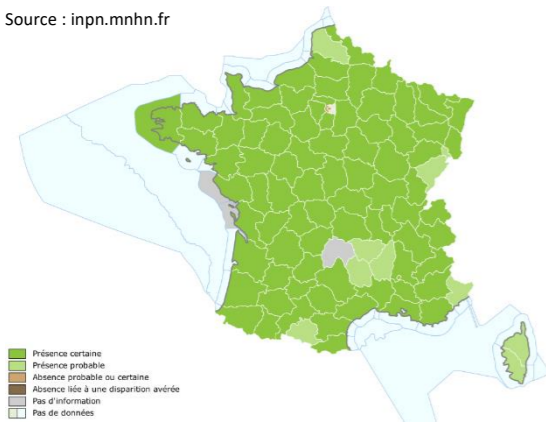 Source : inpn.mnhn.fr
Présence certaine
Présence probable
Absence probable ou certaine
Absence liée à une disparition avérée
Pas d'information
Pas de données